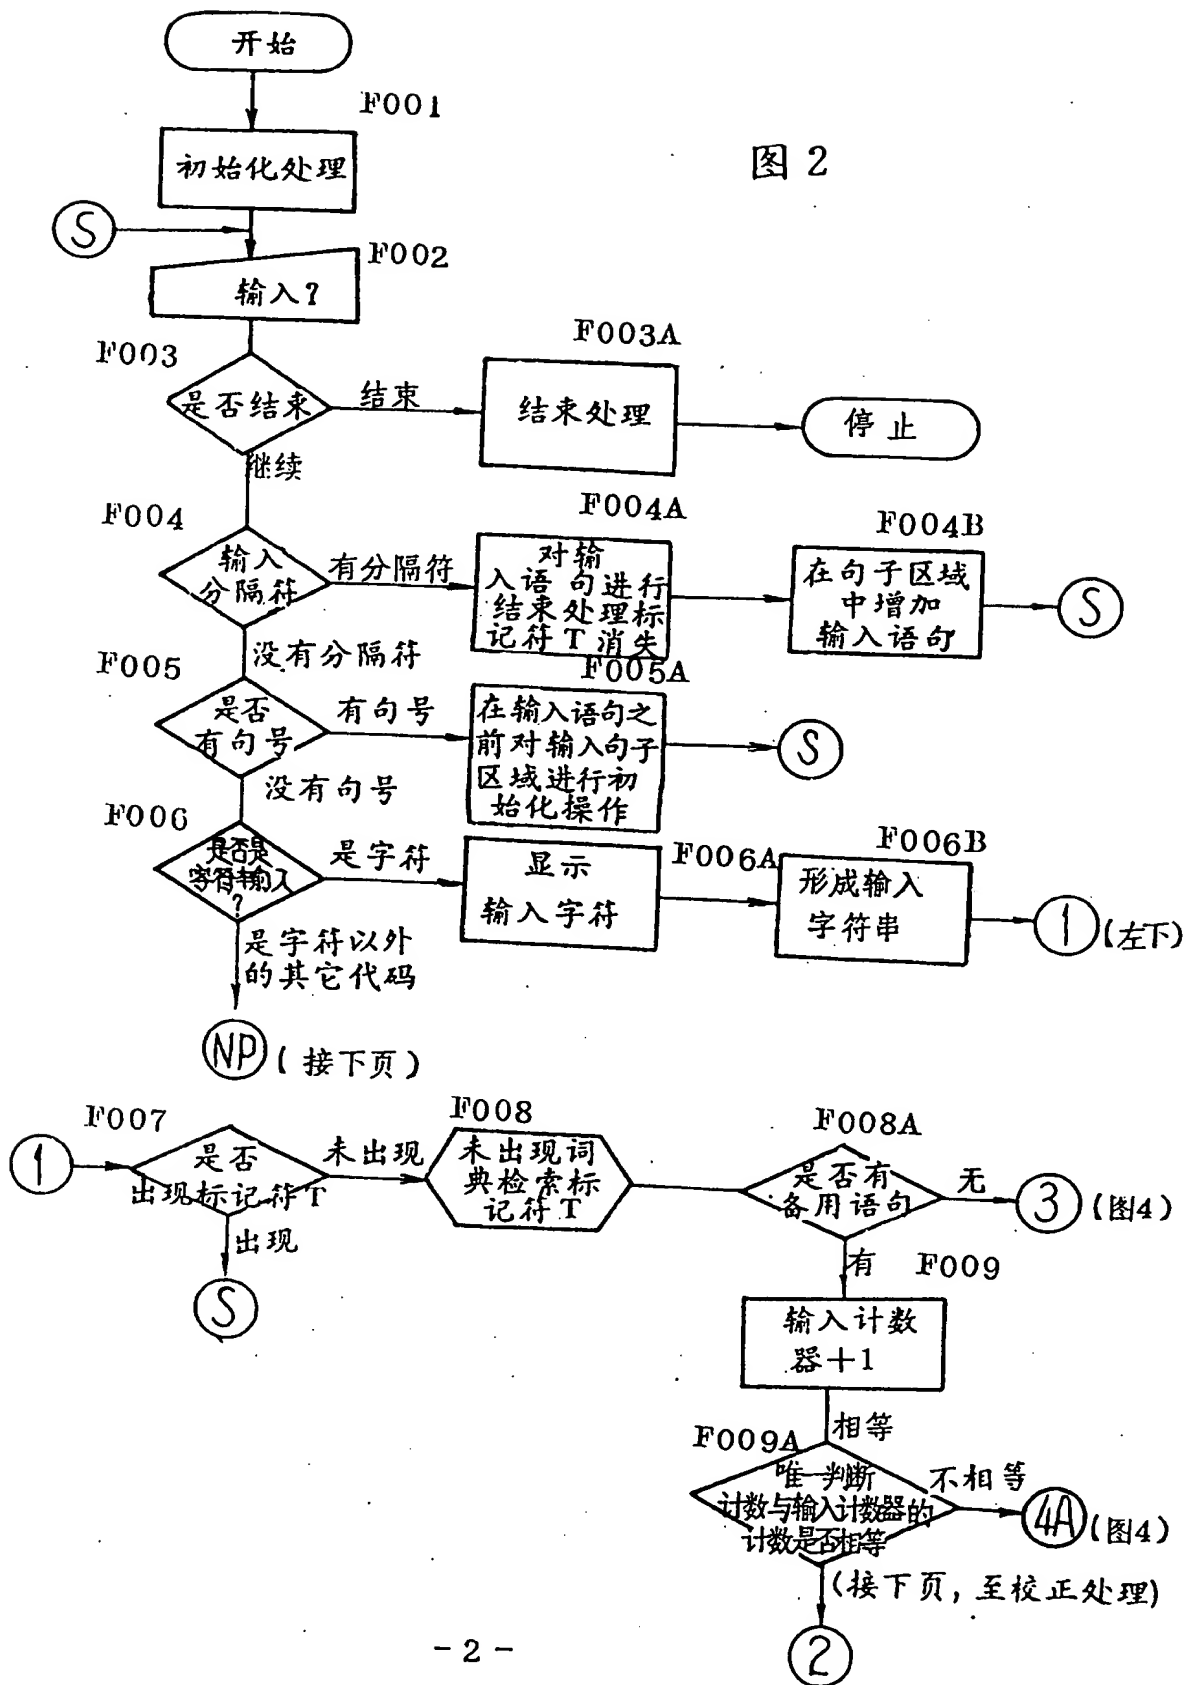 开始
F001
初始化处理
图 2
S
F002
输入?
F003
是否结束
结束
F003A
结束处理
停止
继续
F004
输入
分隔符
有分隔符
F004A
对输
入语句进行
结束处理标
记符T消失
F004B
在句子区域
中增加
输入语句
S
没有分隔符
F005
是否
有句号
有句号
F005A
在输入语句之
前对输入句子
区域进行初
始化操作
S
没有句号
F006
是否是
字符串输入
?
是字符
显示
输入字符
F006A
F006B
形成输入
字符串
1
(左下)
是字符以外
的其它代码
NP
(接下页)
1
F007
是否
出现标记符T
未出现
出现
S
F008
未出现词
典检索标
记符T
F008A
是否有
备用语句
无
3
(图4)
有
F009
输入计数
器+1
相等
F009A
唯一判断
计数与输入计数器的
计数是否相等
不相等
4A
(图4)
(接下页,至校正处理)
2
- 2 -